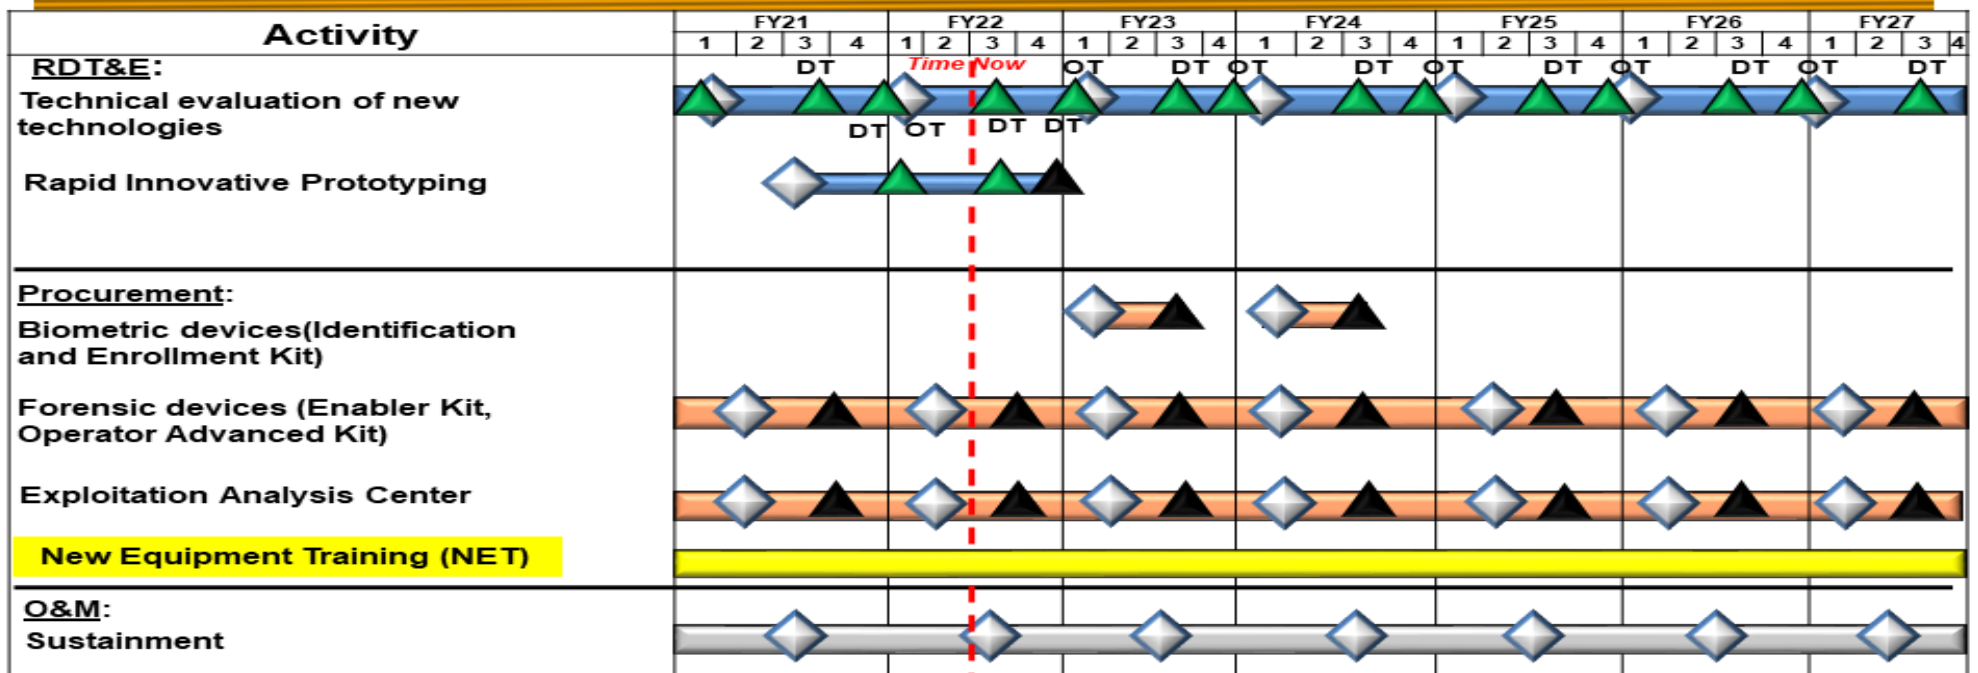 Activity
FY21 FY22 FY23 FY24 FY25 FY26 FY27
1 2 3 4 1 2 3 4 1 2 3 4 1 2 3 4 1 2 3 4 1 2 3 4 1 2 3 4
Time Now
RDT&E:
DT OT DT OT DT OT DT OT DT OT DT
Technical evaluation of new
technologies
DT OT DT DT
Rapid Innovative Prototyping
Procurement:
Biometric devices(Identification
and Enrollment Kit)
Forensic devices (Enabler Kit,
Operator Advanced Kit)
Exploitation Analysis Center
New Equipment Training (NET)
O&M:
Sustainment